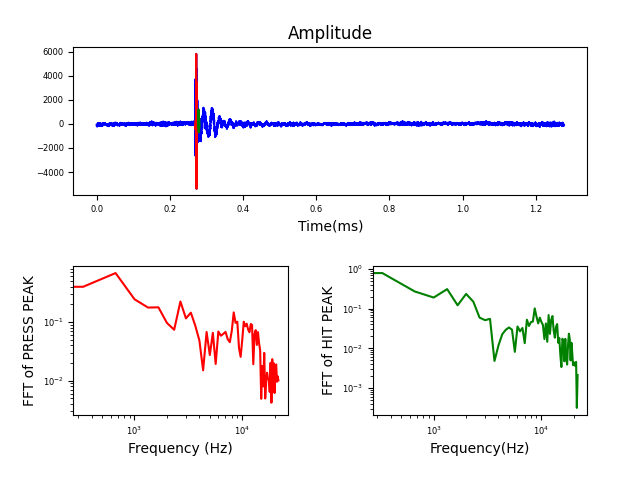 Amplitude
6000
4000
2000
0
−2000
−4000
0.0 0.2 0.4 0.6 0.8 1.0 1.2
Time(ms)
FFT of PRESS PEAK
10⁻¹
10⁻²
10³ 10⁴
Frequency (Hz)
FFT of HIT PEAK
10⁰
10⁻¹
10⁻²
10⁻³
10³ 10⁴
Frequency(Hz)